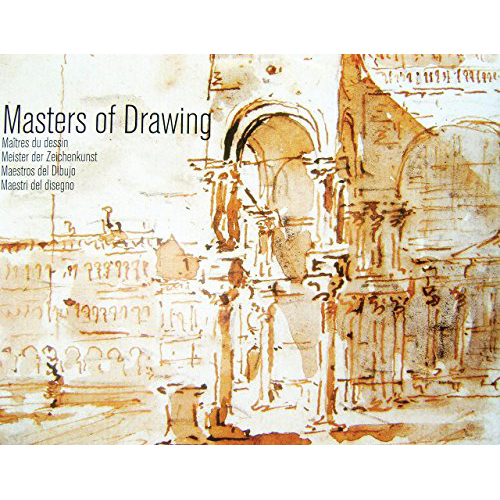 Masters of Drawing
Maîtres du dessin
Meister der Zeichenkunst
Maestros del Dibujo
Maestri del disegno